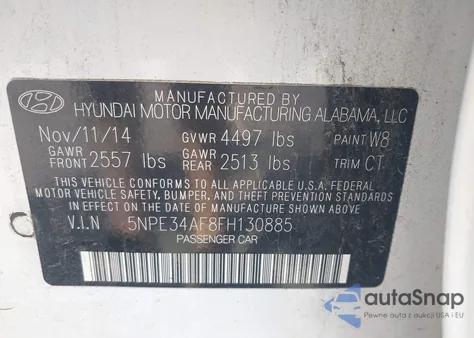 MANUFACTURED BY
HYUNDAI MOTOR MANUFACTURING ALABAMA, LLC
Nov/11/14 GVWR 4497 lbs PAINT W8
GAWR FRONT 2557 lbs GAWR REAR 2513 lbs TRIM CT
THIS VEHICLE CONFORMS TO ALL APPLICABLE U.S.A. FEDERAL
MOTOR VEHICLE SAFETY, BUMPER, AND THEFT PREVENTION
STANDARDS IN EFFECT ON THE DATE OF MANUFACTURE SHOWN ABOVE.
V.I.N 5NPE34AF8FH130885
PASSENGER CAR
autoSnap
Pewne auta z USA i EU